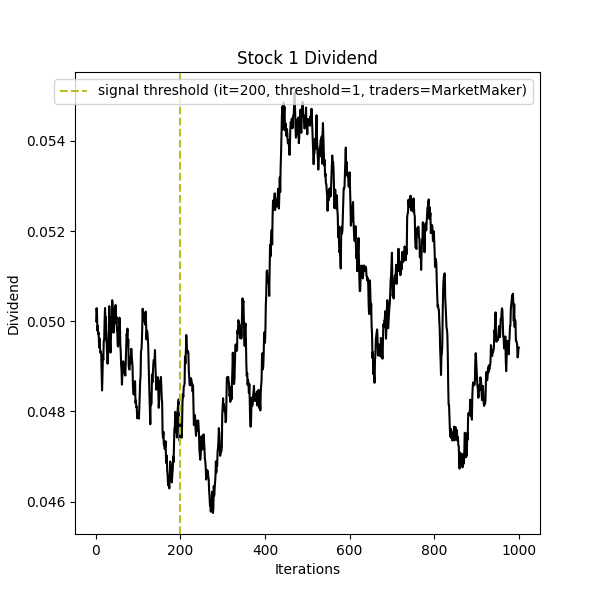 Stock 1 Dividend
signal threshold (it=200, threshold=1, traders=MarketMaker)
0.054
0.052
0.050
0.048
0.046
Dividend
0 200 400 600 800 1000
Iterations